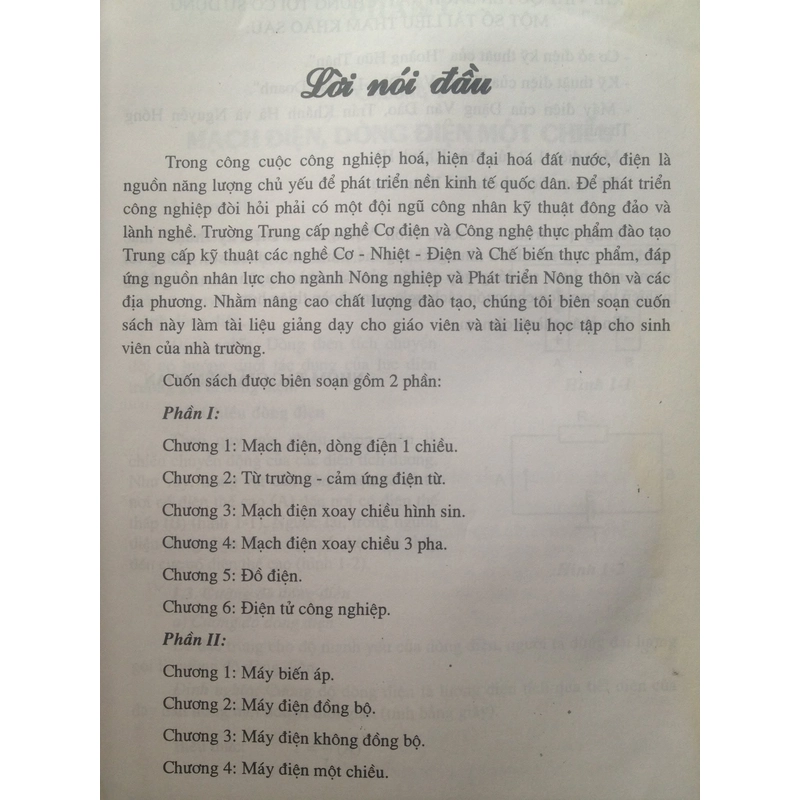 Lời nói đầu
Trong công cuộc công nghiệp hoá, hiện đại hoá đất nước, điện là
nguồn năng lượng chủ yếu để phát triển nền kinh tế quốc dân. Để phát triển
công nghiệp đòi hỏi phải có một đội ngũ công nhân kỹ thuật đông đảo và
lành nghề. Trường Trung cấp nghề Cơ điện và Công nghệ thực phẩm đào tạo
Trung cấp kỹ thuật các nghề Cơ - Nhiệt - Điện và Chế biến thực phẩm, đáp
ứng nguồn nhân lực cho ngành Nông nghiệp và Phát triển Nông thôn và các
địa phương. Nhằm nâng cao chất lượng đào tạo, chúng tôi biên soạn cuốn
sách này làm tài liệu giảng dạy cho giáo viên và tài liệu học tập cho sinh
viên của nhà trường.
Cuốn sách được biên soạn gồm 2 phần:
Phần I:
Chương 1: Mạch điện, dòng điện 1 chiều.
Chương 2: Từ trường - cảm ứng điện từ.
Chương 3: Mạch điện xoay chiều hình sin.
Chương 4: Mạch điện xoay chiều 3 pha.
Chương 5: Đồ điện.
Chương 6: Điện tử công nghiệp.
Phần II:
Chương 1: Máy biến áp.
Chương 2: Máy điện đồng bộ.
Chương 3: Máy điện không đồng bộ.
Chương 4: Máy điện một chiều.